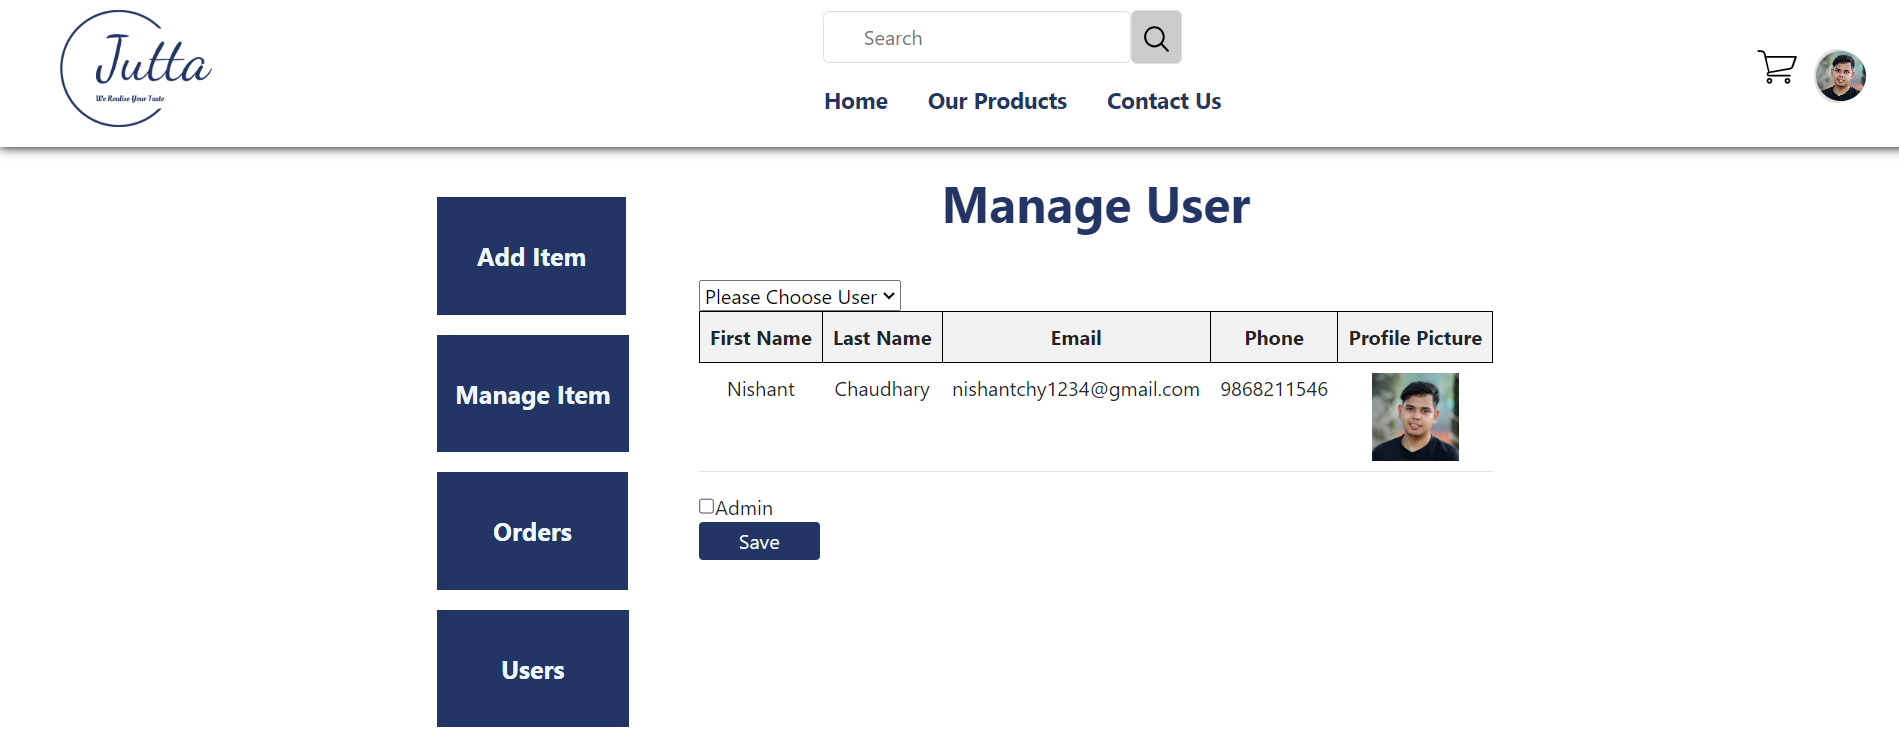 Jutta
We Realise Your Taste
Search
Home Our Products Contact Us
Manage User
Add Item
Manage Item
Orders
Users
Please Choose User
First Name Last Name Email Phone Profile Picture
Nishant Chaudhary nishantchy1234@gmail.com 9868211546
Admin
Save